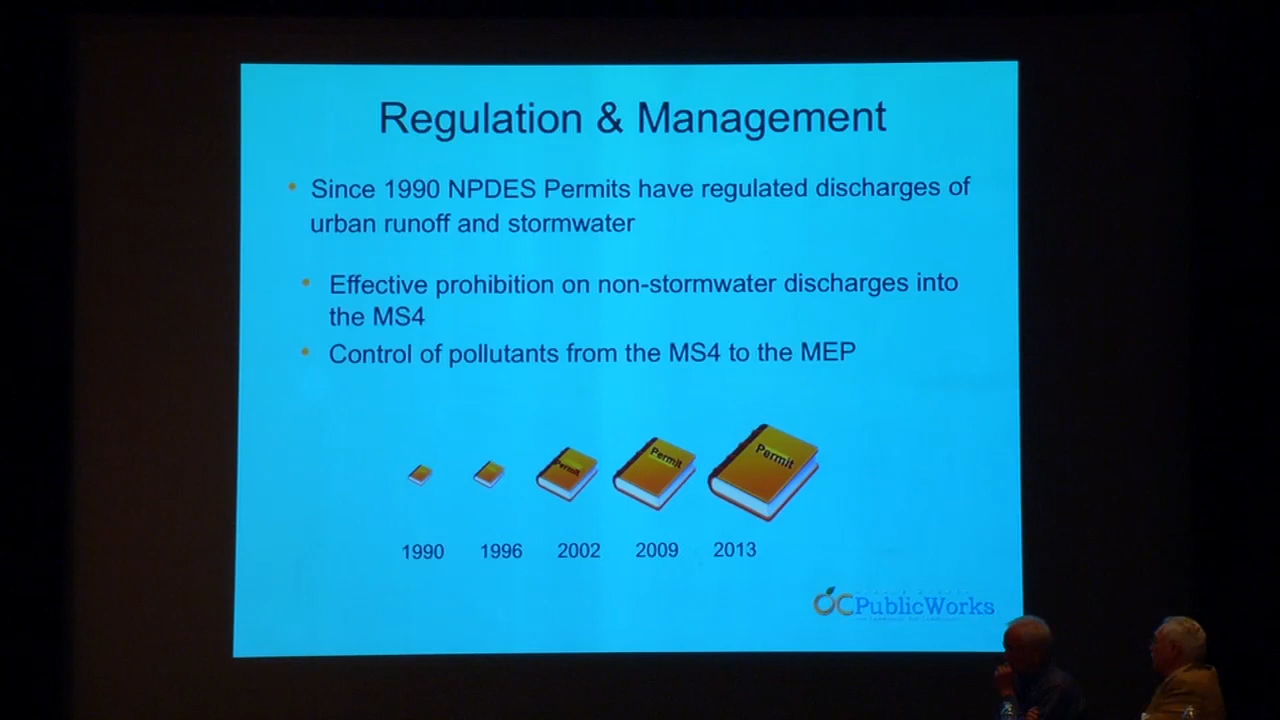 Regulation & Management
• Since 1990 NPDES Permits have regulated discharges of
urban runoff and stormwater
• Effective prohibition on non-stormwater discharges into
the MS4
• Control of pollutants from the MS4 to the MEP
Permit
Permit
Permit
1990 1996 2002 2009 2013
OCPublicWorks